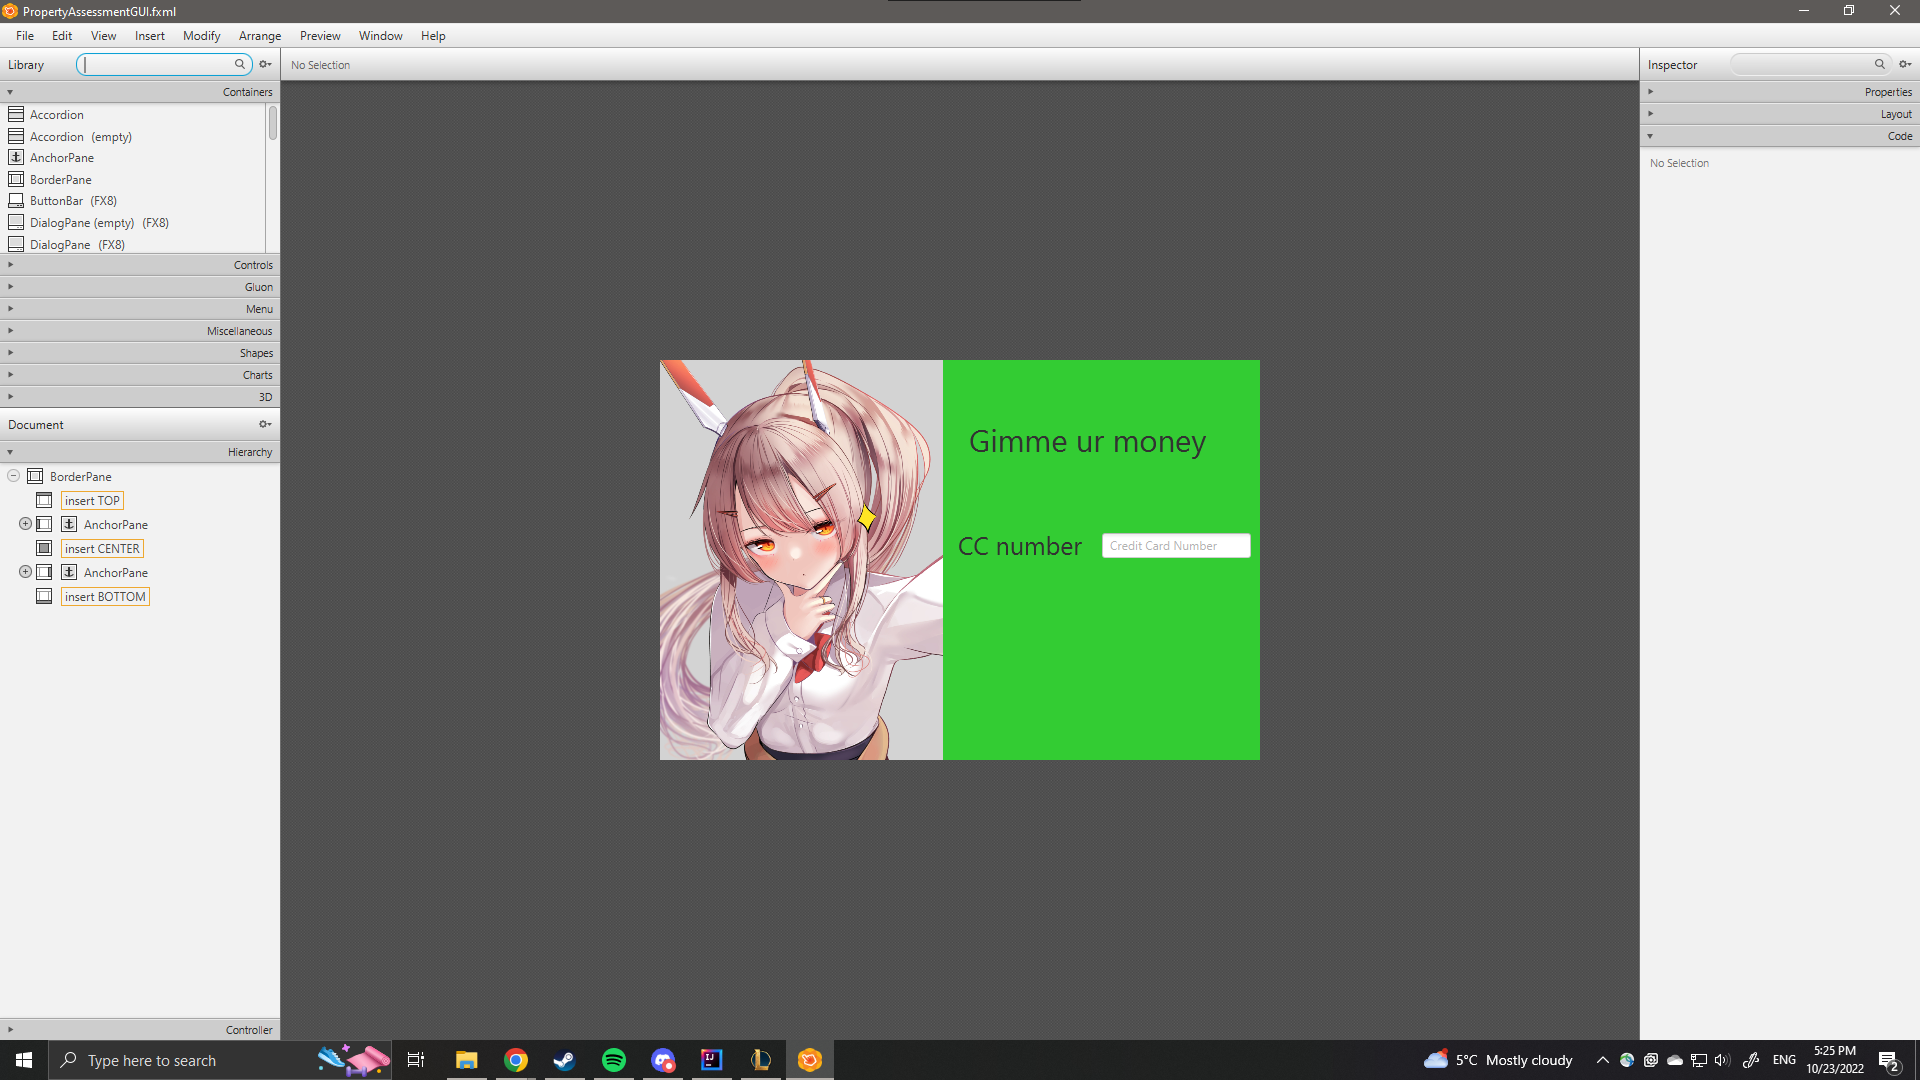 PropertyAssessmentGUI.fxml
File Edit View Insert Modify Arrange Preview Window Help
Library
No Selection
Inspector
Containers
Accordion
Accordion (empty)
AnchorPane
BorderPane
ButtonBar (FX8)
DialogPane (empty) (FX8)
DialogPane (FX8)
Controls
Gluon
Menu
Miscellaneous
Shapes
Charts
3D
Document
Hierarchy
BorderPane
insert TOP
AnchorPane
insert CENTER
AnchorPane
insert BOTTOM
Controller
Gimme ur money
CC number
Credit Card Number
Properties
Layout
Code
No Selection
Type here to search
5°C Mostly cloudy
ENG
5:25 PM
10/23/2022
2